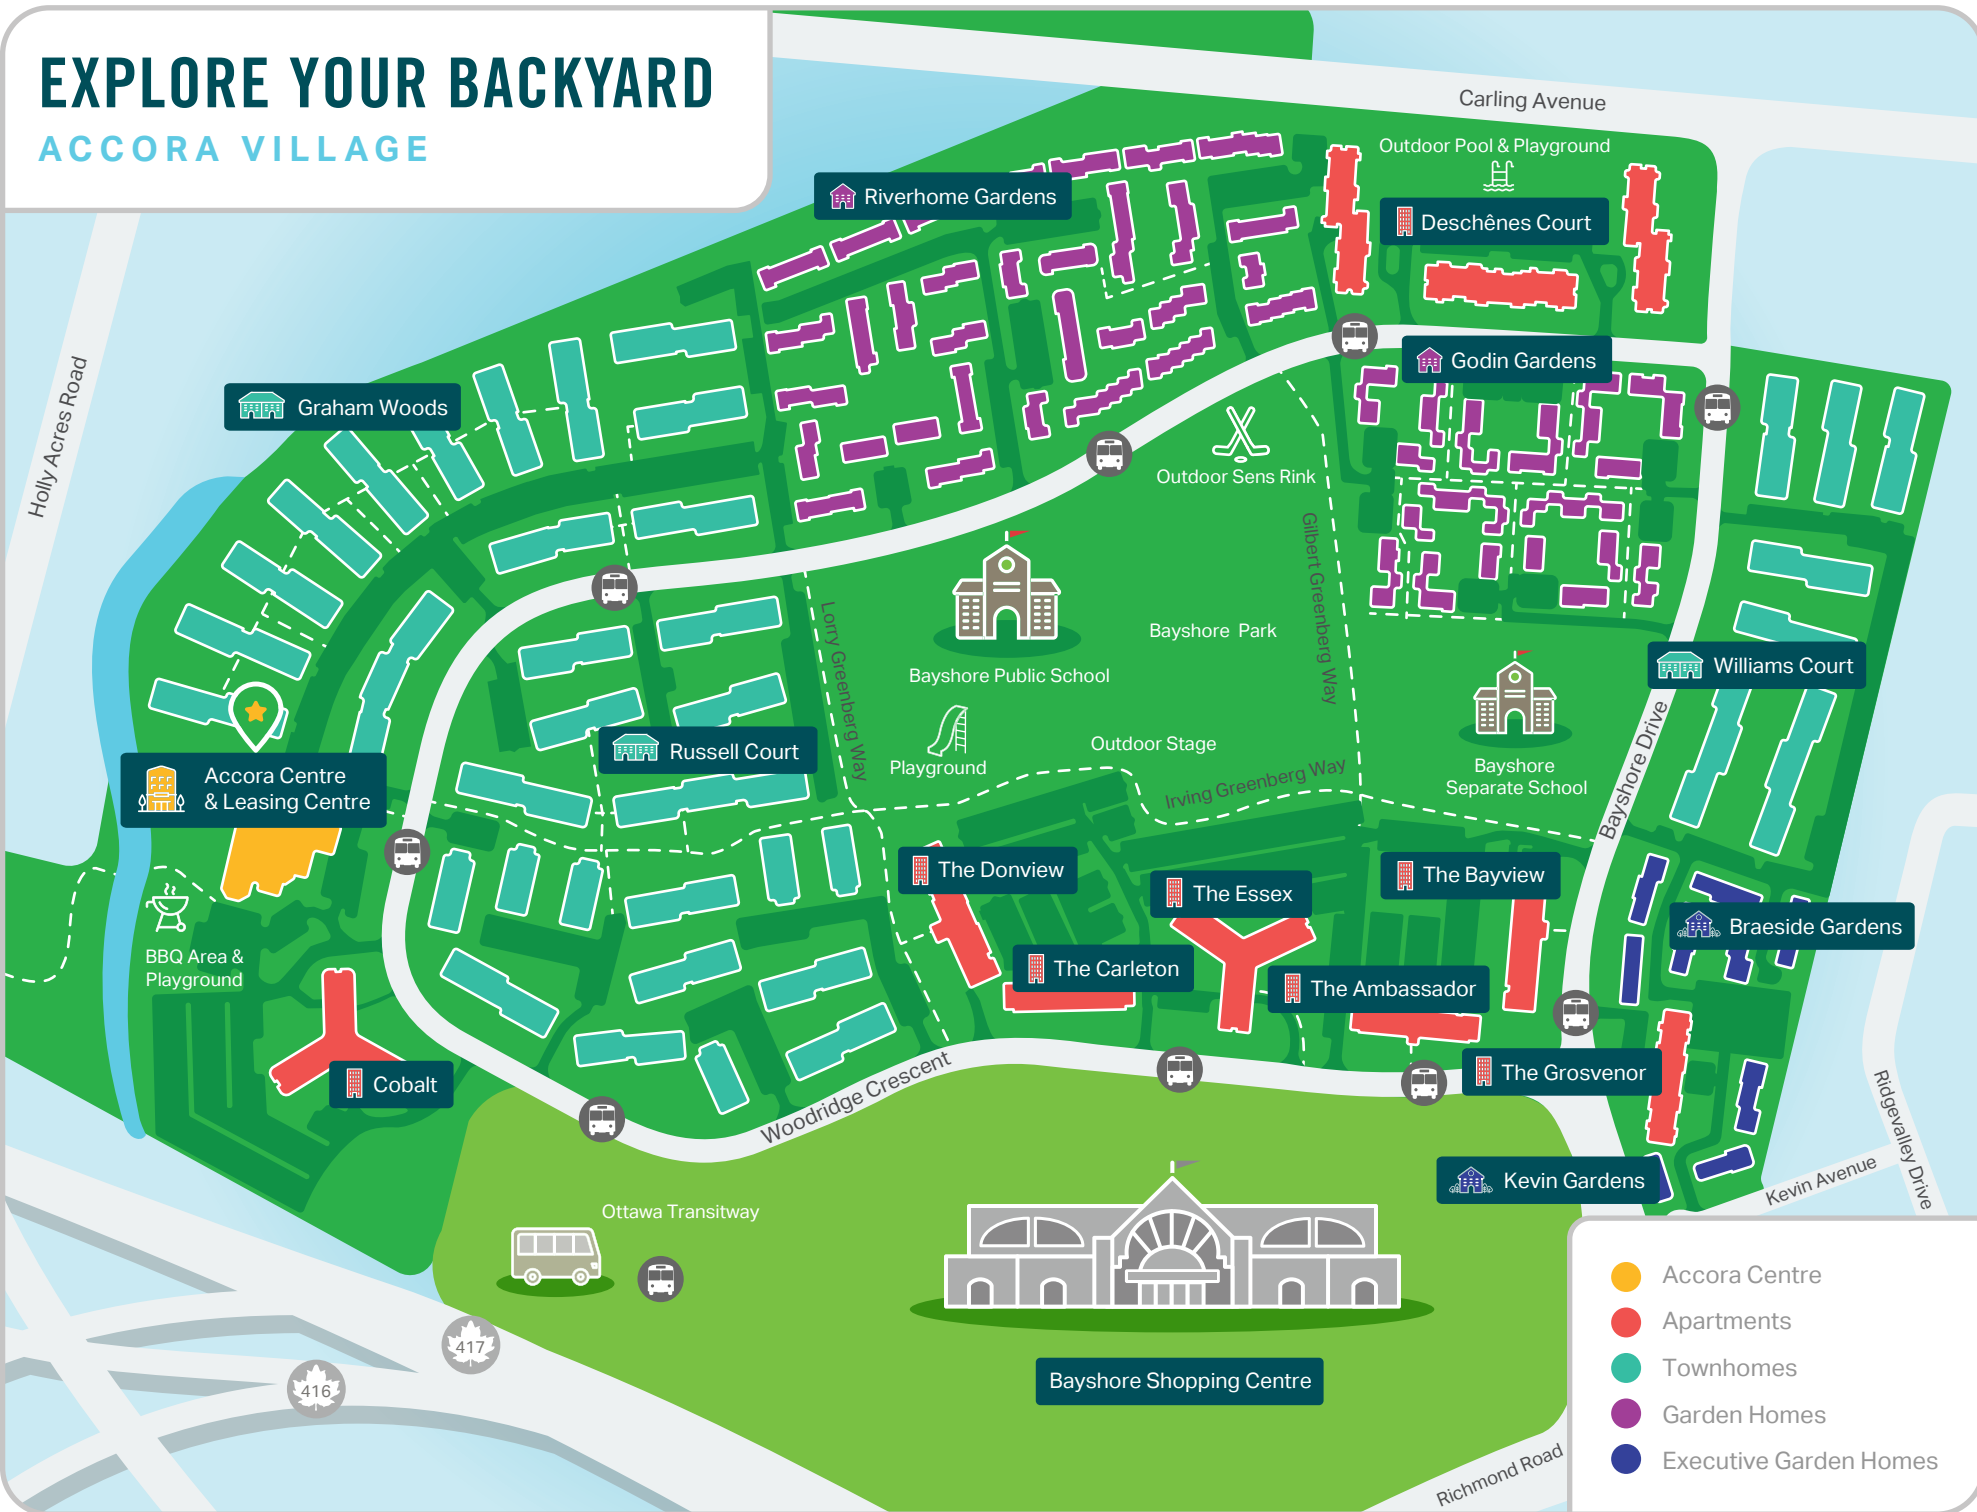 EXPLORE YOUR BACKYARD
ACCORA VILLAGE
Carling Avenue
Outdoor Pool & Playground
Riverhome Gardens
Deschênes Court
Godin Gardens
Holly Acres Road
Graham Woods
Outdoor Sens Rink
Gilbert Greenberg Way
Lorry Greenberg Way
Bayshore Park
Bayshore Public School
Williams Court
Russell Court
Playground
Outdoor Stage
Irving Greenberg Way
Bayshore
Separate School
Bayshore Drive
Accora Centre
& Leasing Centre
The Donview
The Essex
The Bayview
Braeside Gardens
BBQ Area &
Playground
The Carleton
The Ambassador
Cobalt
The Grosvenor
Woodridge Crescent
Ridgevalley Drive
Kevin Gardens
Kevin Avenue
Ottawa Transitway
417
416
Bayshore Shopping Centre
Richmond Road
Accora Centre
Apartments
Townhomes
Garden Homes
Executive Garden Homes